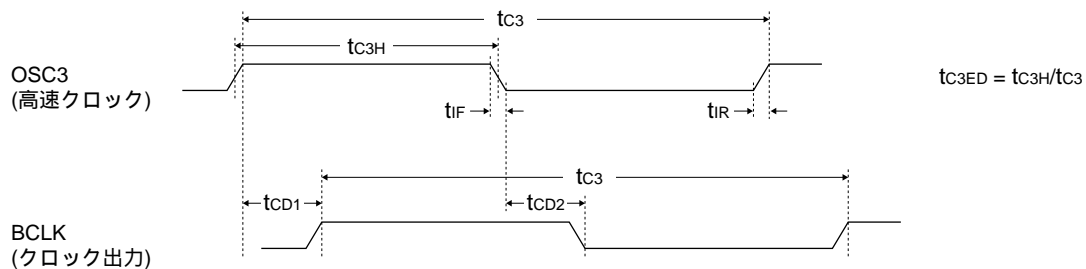 tC3
tC3H
OSC3
(高速クロック)
tC3ED = tC3H/tC3
tIF
tIR
tC3
tCD1
tCD2
BCLK
(クロック出力)